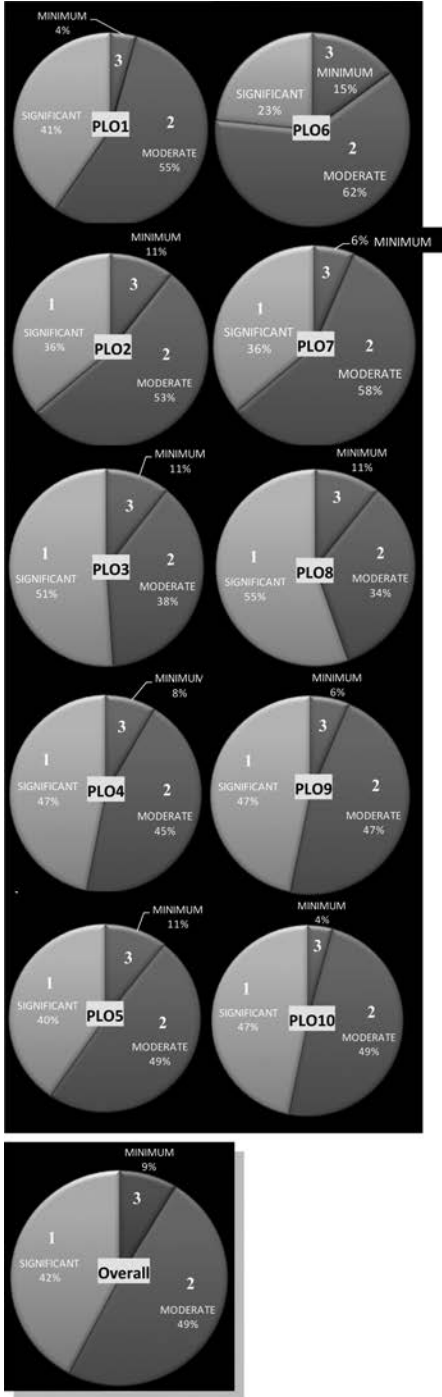 MINIMUM
4%
3
SIGNIFICANT
41%
PLO1
2
MODERATE
55%
3
MINIMUM
15%
SIGNIFICANT
23%
PLO6
2
MODERATE
62%
MINIMUM
11%
3
1
SIGNIFICANT
36%
PLO2
2
MODERATE
53%
6% MINIMUM
3
1
SIGNIFICANT
36%
PLO7
2
MODERATE
58%
MINIMUM
11%
3
1
SIGNIFICANT
51%
PLO3
2
MODERATE
38%
MINIMUM
11%
3
1
SIGNIFICANT
55%
PLO8
2
MODERATE
34%
MINIMUM
8%
3
1
SIGNIFICANT
47%
PLO4
2
MODERATE
45%
MINIMUM
6%
3
1
SIGNIFICANT
47%
PLO9
2
MODERATE
47%
MINIMUM
11%
3
1
SIGNIFICANT
40%
PLO5
2
MODERATE
49%
MINIMUM
4%
3
1
SIGNIFICANT
47%
PLO10
2
MODERATE
49%
MINIMUM
9%
3
1
SIGNIFICANT
42%
Overall
2
MODERATE
49%